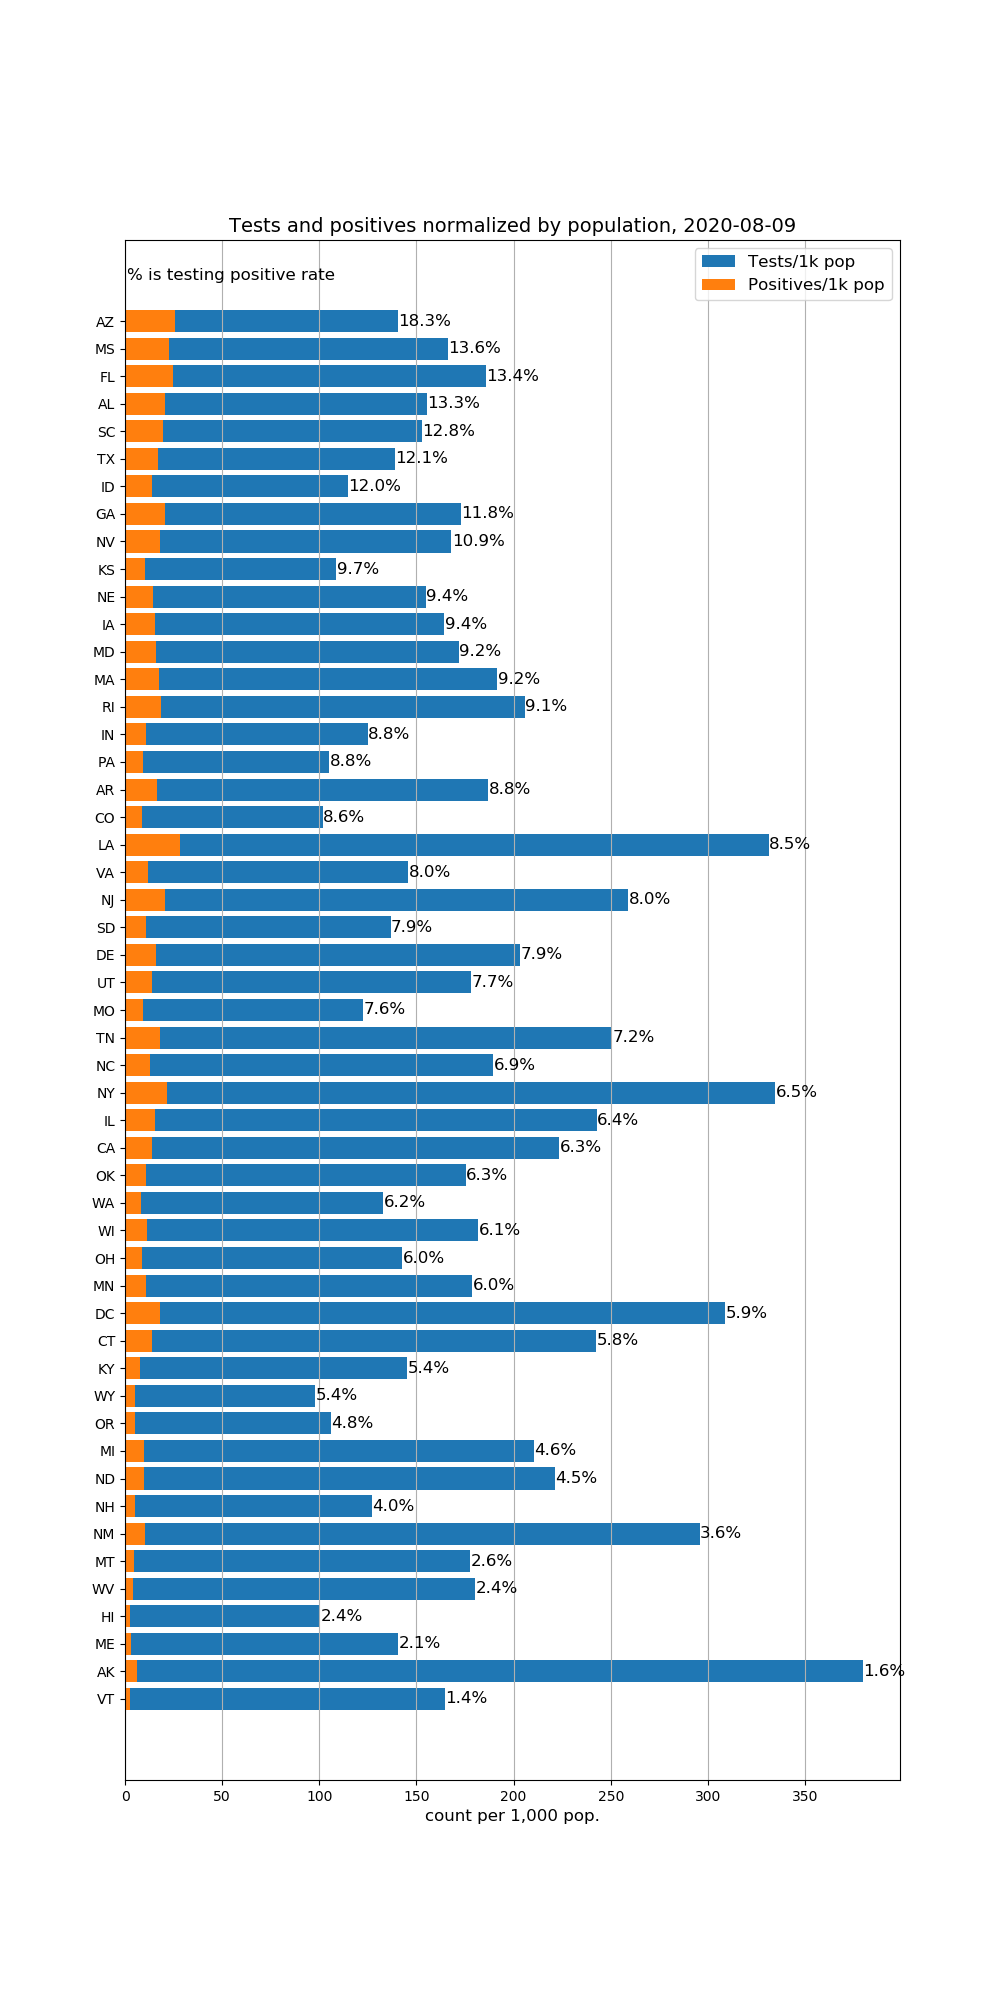 Tests and positives normalized by population, 2020-08-09
% is testing positive rate
Tests/1k pop
Positives/1k pop
AZ 18.3%
MS 13.6%
FL 13.4%
AL 13.3%
SC 12.8%
TX 12.1%
ID 12.0%
GA 11.8%
NV 10.9%
KS 9.7%
NE 9.4%
IA 9.4%
MD 9.2%
MA 9.2%
RI 9.1%
IN 8.8%
PA 8.8%
AR 8.8%
CO 8.6%
LA 8.5%
VA 8.0%
NJ 8.0%
SD 7.9%
DE 7.9%
UT 7.7%
MO 7.6%
TN 7.2%
NC 6.9%
NY 6.5%
IL 6.4%
CA 6.3%
OK 6.3%
WA 6.2%
WI 6.1%
OH 6.0%
MN 6.0%
DC 5.9%
CT 5.8%
KY 5.4%
WY 5.4%
OR 4.8%
MI 4.6%
ND 4.5%
NH 4.0%
NM 3.6%
MT 2.6%
WV 2.4%
HI 2.4%
ME 2.1%
AK 1.6%
VT 1.4%
0 50 100 150 200 250 300 350
count per 1,000 pop.